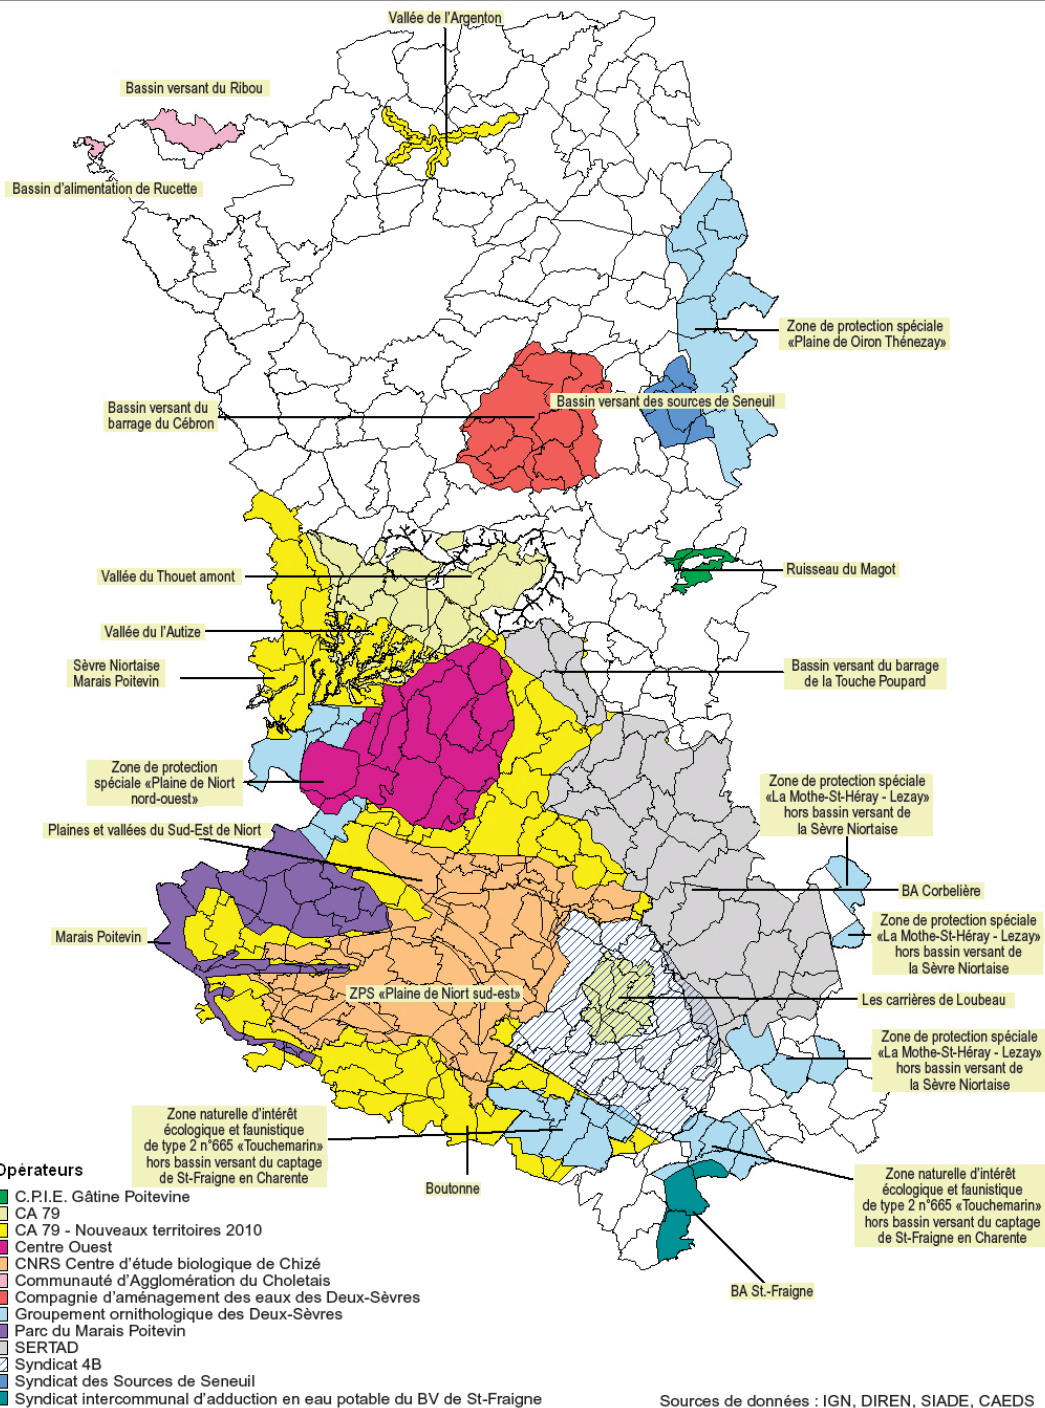 Vallée de l'Argenton
Bassin versant du Ribou
Bassin d'alimentation de Rucette
Zone de protection spéciale
«Plaine de Oiron Thénezay»
Bassin versant des sources de Seneuil
Bassin versant du
barrage du Cébron
Vallée du Thouet amont
Ruisseau du Magot
Vallée du l'Autize
Sèvre Niortaise
Marais Poitevin
Bassin versant du barrage
de la Touche Poupard
Zone de protection
spéciale «Plaine de Niort
nord-ouest»
Zone de protection spéciale
«La Mothe-St-Héray - Lezay»
hors bassin versant de
la Sèvre Niortaise
Plaines et vallées du Sud-Est de Niort
BA Corbelière
Zone de protection spéciale
«La Mothe-St-Héray - Lezay»
hors bassin versant de
la Sèvre Niortaise
Marais Poitevin
ZPS «Plaine de Niort sud-est»
Les carrières de Loubeau
Zone de protection spéciale
«La Mothe-St-Héray - Lezay»
hors bassin versant de
la Sèvre Niortaise
Zone naturelle d'intérêt
écologique et faunistique
de type 2 n°665 «Touchemarin»
hors bassin versant du captage
de St-Fraigne en Charente
Boutonne
Zone naturelle d'intérêt
écologique et faunistique
de type 2 n°665 «Touchemarin»
hors bassin versant du captage
de St-Fraigne en Charente
BA St.-Fraigne
Opérateurs
C.P.I.E. Gâtine Poitevine
CA 79
CA 79 - Nouveaux territoires 2010
Centre Ouest
CNRS Centre d'étude biologique de Chizé
Communauté d'Agglomération du Choletais
Compagnie d'aménagement des eaux des Deux-Sèvres
Groupement ornithologique des Deux-Sèvres
Parc du Marais Poitevin
SERTAD
Syndicat 4B
Syndicat des Sources de Seneuil
Syndicat intercommunal d'adduction en eau potable du BV de St-Fraigne
Sources de données : IGN, DIREN, SIADE, CAEDS